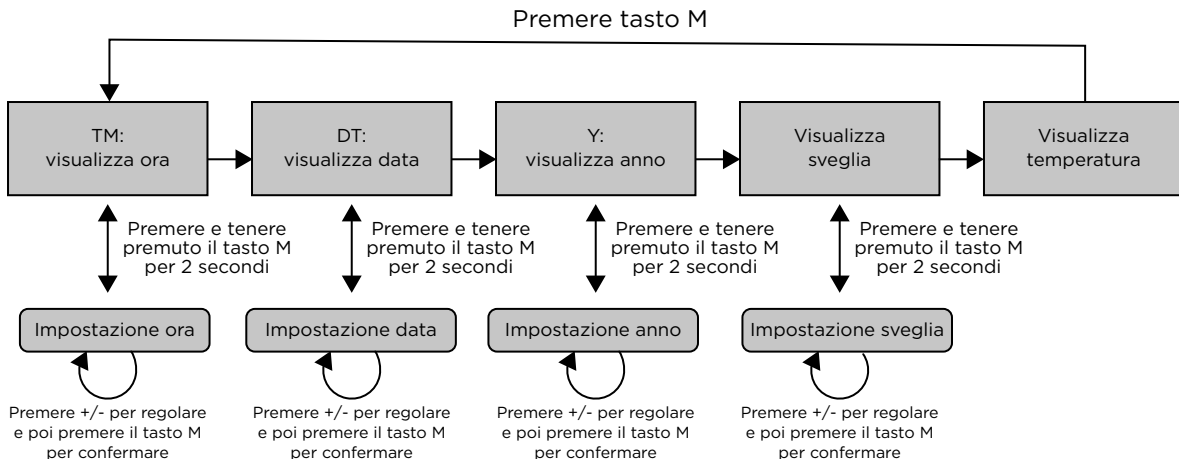 Premere tasto M
TM:
visualizza ora
DT:
visualizza data
Y:
visualizza anno
Visualizza
sveglia
Visualizza
temperatura
Premere e tenere
premuto il tasto M
per 2 secondi
Premere e tenere
premuto il tasto M
per 2 secondi
Premere e tenere
premuto il tasto M
per 2 secondi
Premere e tenere
premuto il tasto M
per 2 secondi
Impostazione ora
Impostazione data
Impostazione anno
Impostazione sveglia
Premere +/- per regolare
e poi premere il tasto M
per confermare
Premere +/- per regolare
e poi premere il tasto M
per confermare
Premere +/- per regolare
e poi premere il tasto M
per confermare
Premere +/- per regolare
e poi premere il tasto M
per confermare